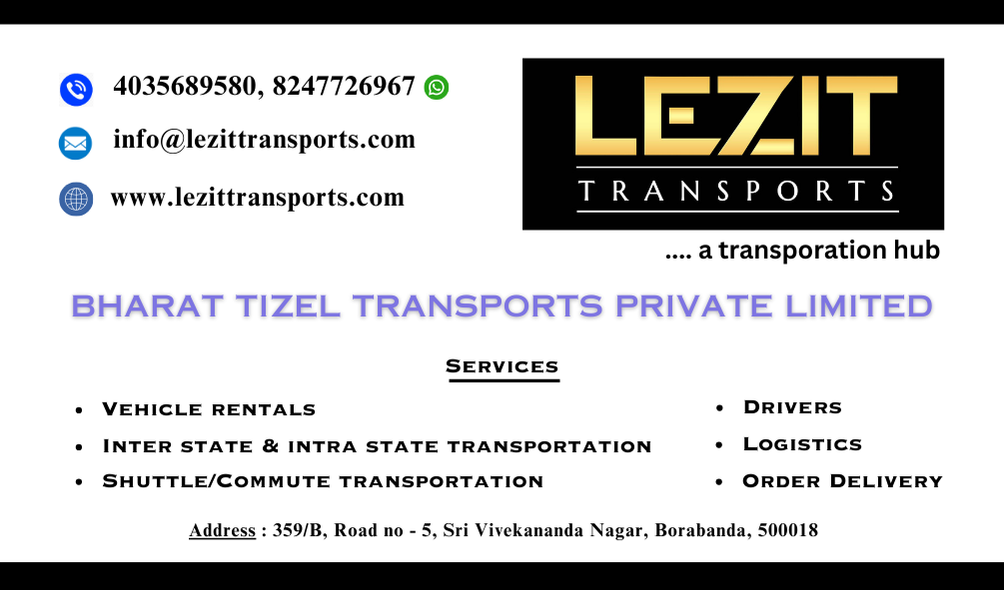 4035689580, 8247726967
info@lezittransports.com
www.lezittransports.com
LEZIT
TRANSPORTS
.... a transporation hub
BHARAT TIZEL TRANSPORTS PRIVATE LIMITED
Services
• Vehicle rentals
• Inter state & intra state transportation
• Shuttle/Commute transportation
• Drivers
• Logistics
• Order Delivery
Address : 359/B, Road no - 5, Sri Vivekananda Nagar, Borabanda, 500018